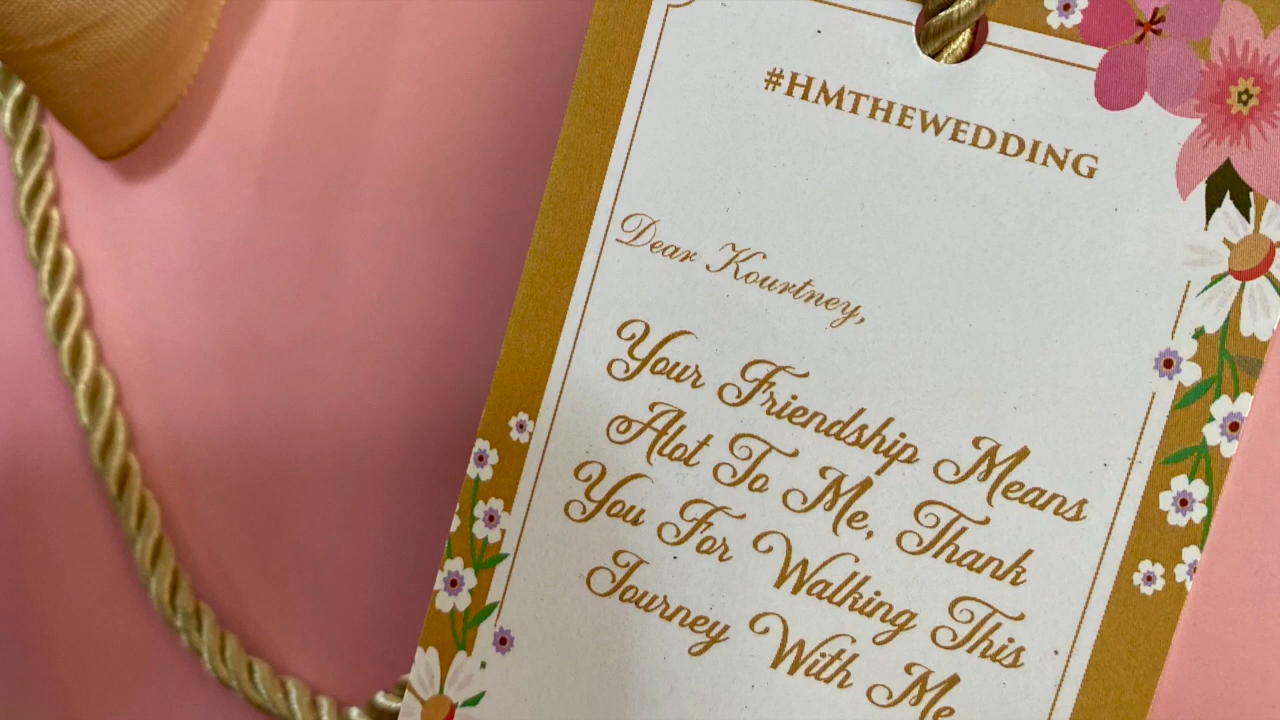 #HMTHEWEDDING
Dear Kourtney,
Your Friendship Means
Alot To Me, Thank
You For Walking This
Journey With Me